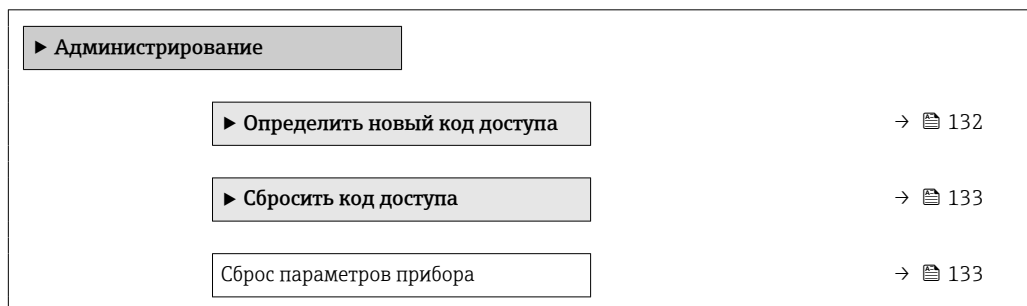 ► Администрирование
► Определить новый код доступа → 🖹 132
► Сбросить код доступа → 🖹 133
Сброс параметров прибора → 🖹 133